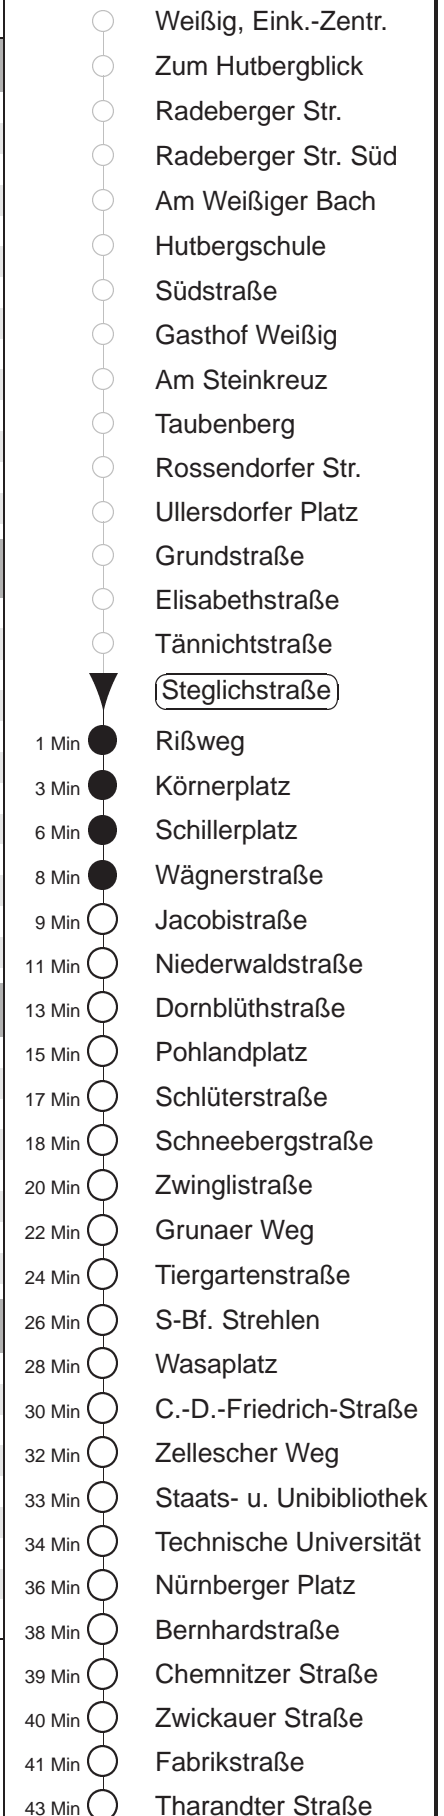 Weißig, Eink.-Zentr.
Zum Hutbergblick
Radeberger Str.
Radeberger Str. Süd
Am Weißiger Bach
Hutbergschule
Südstraße
Gasthof Weißig
Am Steinkreuz
Taubenberg
Rossendorfer Str.
Ullersdorfer Platz
Grundstraße
Elisabethstraße
Tännichtstraße
Steglichstraße
1 Min Rißweg
3 Min Körnerplatz
6 Min Schillerplatz
8 Min Wägnerstraße
9 Min Jacobistraße
11 Min Niederwaldstraße
13 Min Dornblüthstraße
15 Min Pohlandplatz
17 Min Schlüterstraße
18 Min Schneebergstraße
20 Min Zwinglistraße
22 Min Grunaer Weg
24 Min Tiergartenstraße
26 Min S-Bf. Strehlen
28 Min Wasaplatz
30 Min C.-D.-Friedrich-Straße
32 Min Zellescher Weg
33 Min Staats- u. Unibibliothek
34 Min Technische Universität
36 Min Nürnberger Platz
38 Min Bernhardstraße
39 Min Chemnitzer Straße
40 Min Zwickauer Straße
41 Min Fabrikstraße
43 Min Tharandter Straße